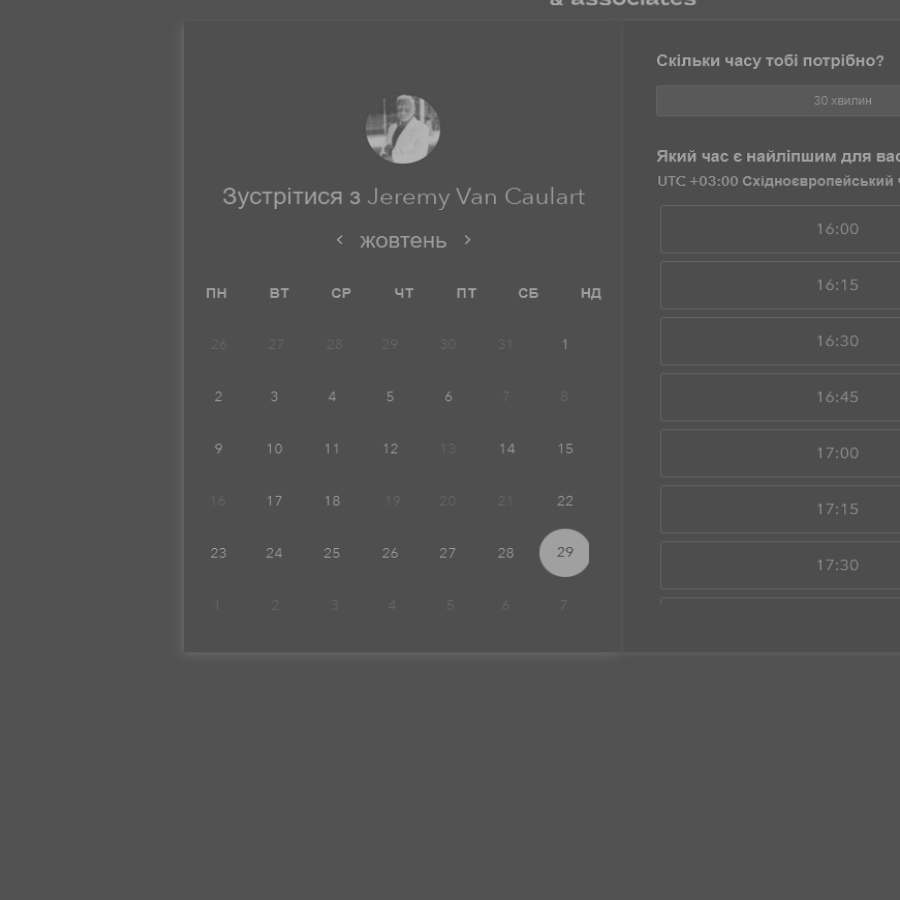 & associates
Зустрітися з Jeremy Van Caulart
‹ жовтень ›
ПН ВТ СР ЧТ ПТ СБ НД
26 27 28 29 30 31 1
2 3 4 5 6 7 8
9 10 11 12 13 14 15
16 17 18 19 20 21 22
23 24 25 26 27 28 29
1 2 3 4 5 6 7
Скільки часу тобі потрібно?
30 хвилин
Який час є найліпшим для вас
UTC +03:00 Східноєвропейський
16:00
16:15
16:30
16:45
17:00
17:15
17:30